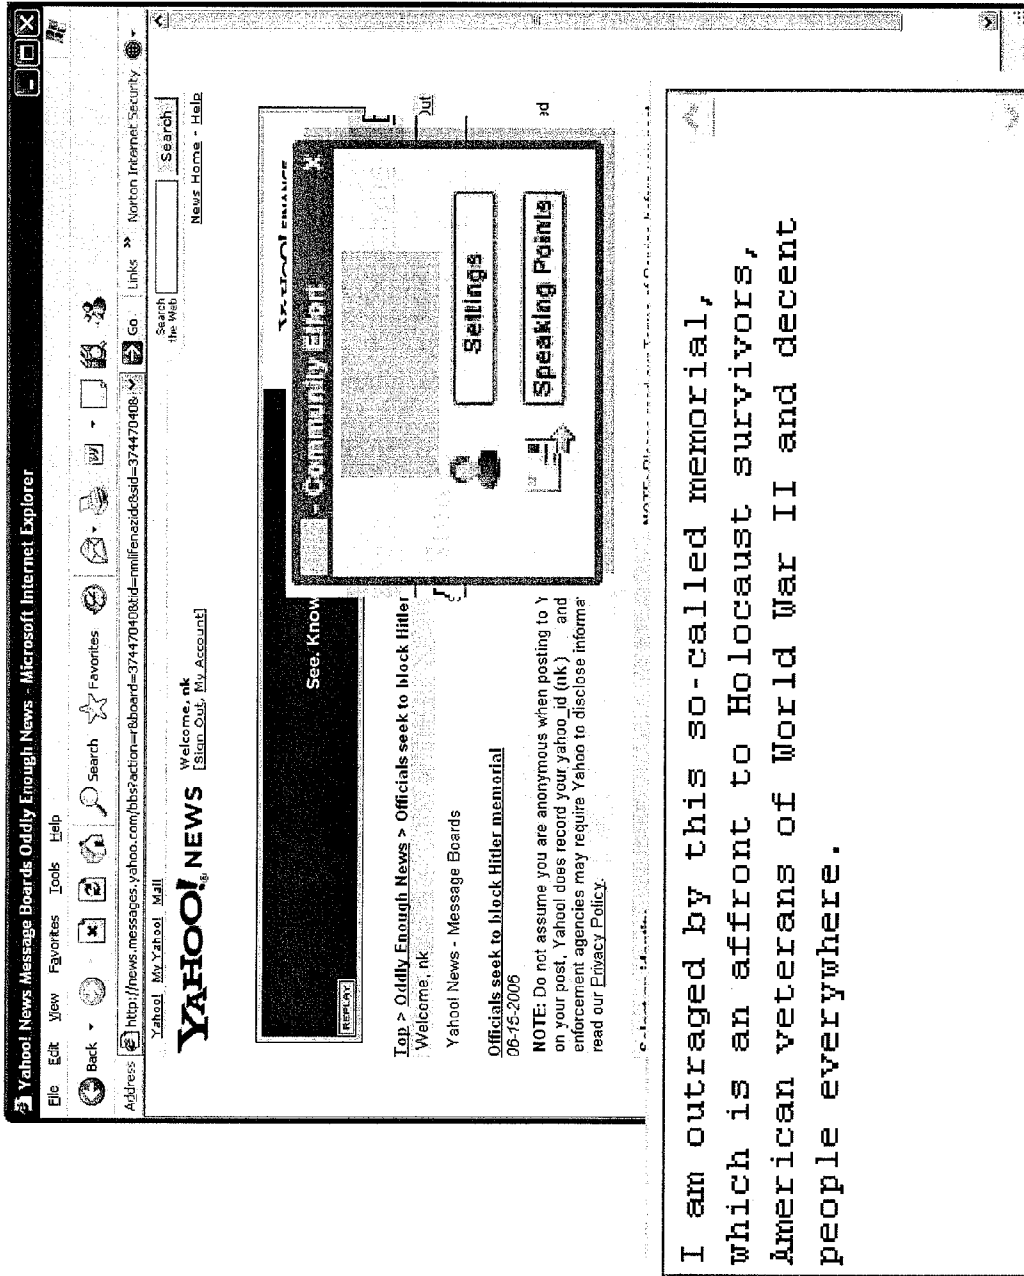 Yahoo! News Message Boards Oddly Enough News - Microsoft Internet Explorer
File Edit View Favorites Tools Help
Back Search Favorites
Address http://news.messages.yahoo.com/bbs?action=r&board=37447040&tid=nmlifenazidc&sid=37447040& Go Links » Norton Internet Security
Yahoo! My Yahoo! Mail
Search the Web Search
YAHOO! NEWS
Welcome, nk
[Sign Out, My Account]
News Home - Help
YAHOO! FINANCE
See. Know
REPLAY
- Community Effort X
Settings
Speaking Points
Top > Oddly Enough News > Officials seek to block Hitler
Welcome, nk
Out
Yahoo! News - Message Boards
Officials seek to block Hitler memorial
06-15-2006
ed
NOTE: Do not assume you are anonymous when posting to Y
on your post, Yahoo! does record your yahoo_id (nk) and
enforcement agencies may require Yahoo to disclose informa
read our Privacy Policy.
I am outraged by this so-called memorial,
which is an affront to Holocaust survivors,
American veterans of World War II and decent
people everywhere.